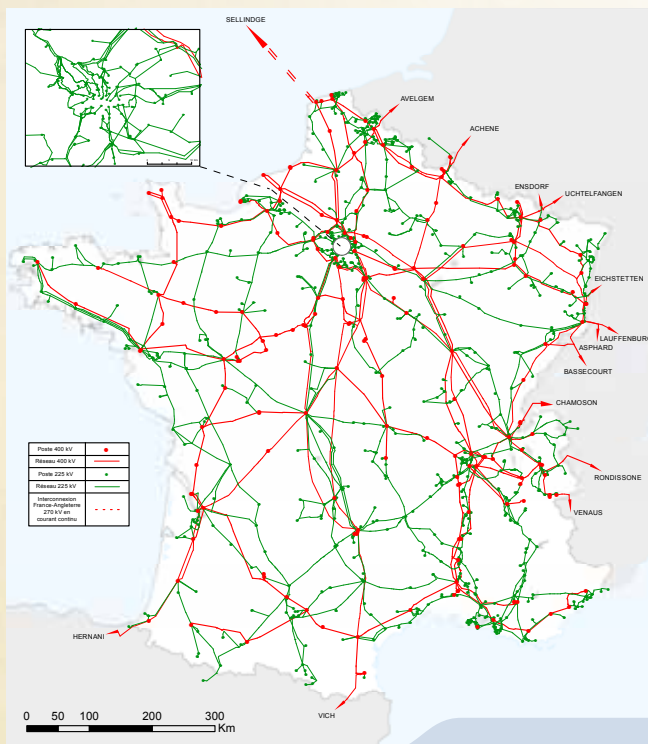 SELLINDGE
AVELGEM
ACHENE
ENSDORF
UCHTELFANGEN
EICHSTETTEN
LAUFFENBURG
ASPHARD
BASSECOURT
CHAMOSON
RONDISSONE
VENAUS
Poste 400 kV
Réseau 400 kV
Poste 225 kV
Réseau 225 kV
Interconnexion
France-Angleterre
270 kV en
courant continu
HERNANI
VICH
0 50 100 200 300
Km